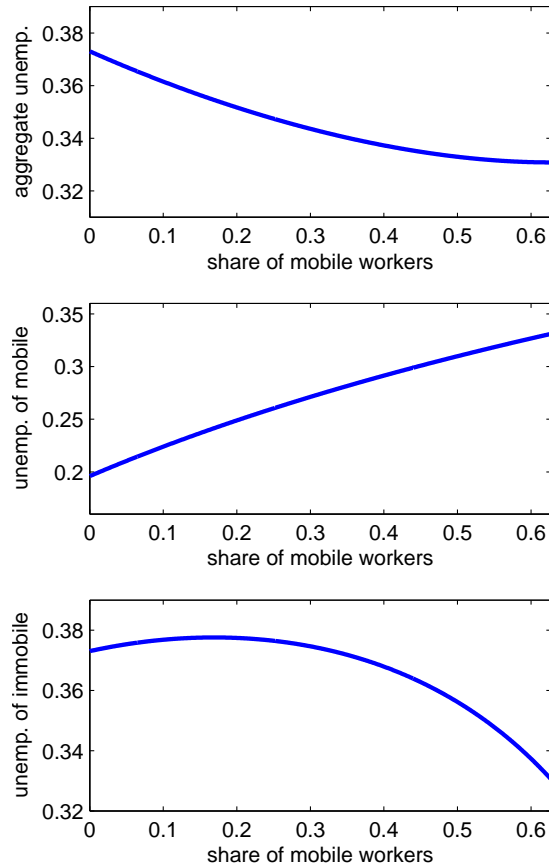 0.38
0.36
0.34
0.32
aggregate unemp.
0 0.1 0.2 0.3 0.4 0.5 0.6
share of mobile workers
0.35
0.3
0.25
0.2
unemp. of mobile
0 0.1 0.2 0.3 0.4 0.5 0.6
share of mobile workers
0.38
0.36
0.34
0.32
unemp. of immobile
0 0.1 0.2 0.3 0.4 0.5 0.6
share of mobile workers